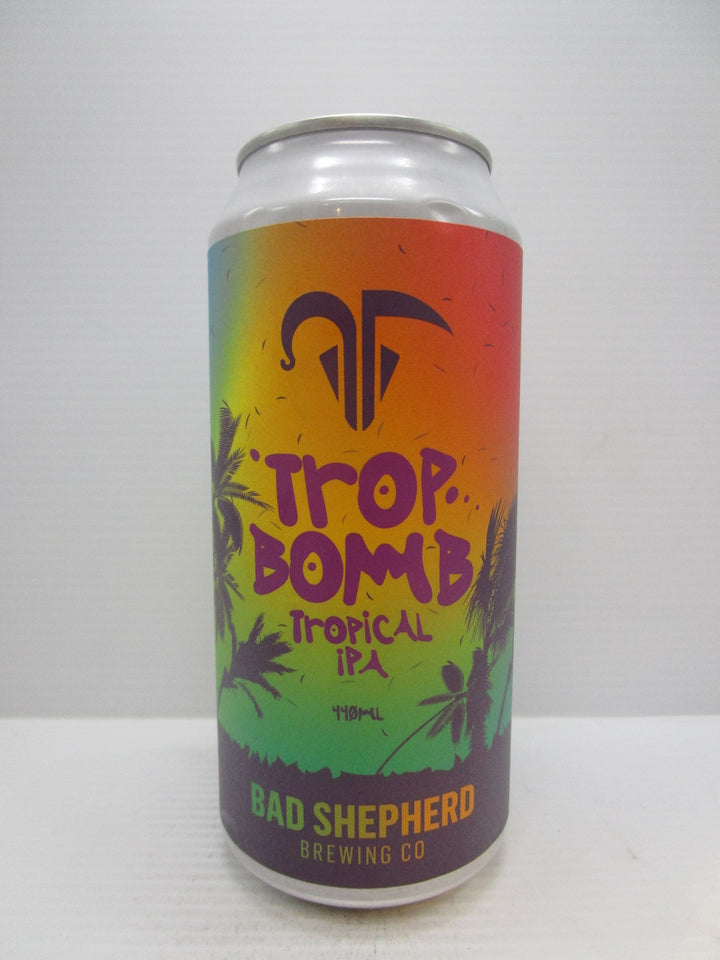 TROP
BOMB
TROPICAL
IPA
440ML
BAD SHEPHERD
BREWING CO